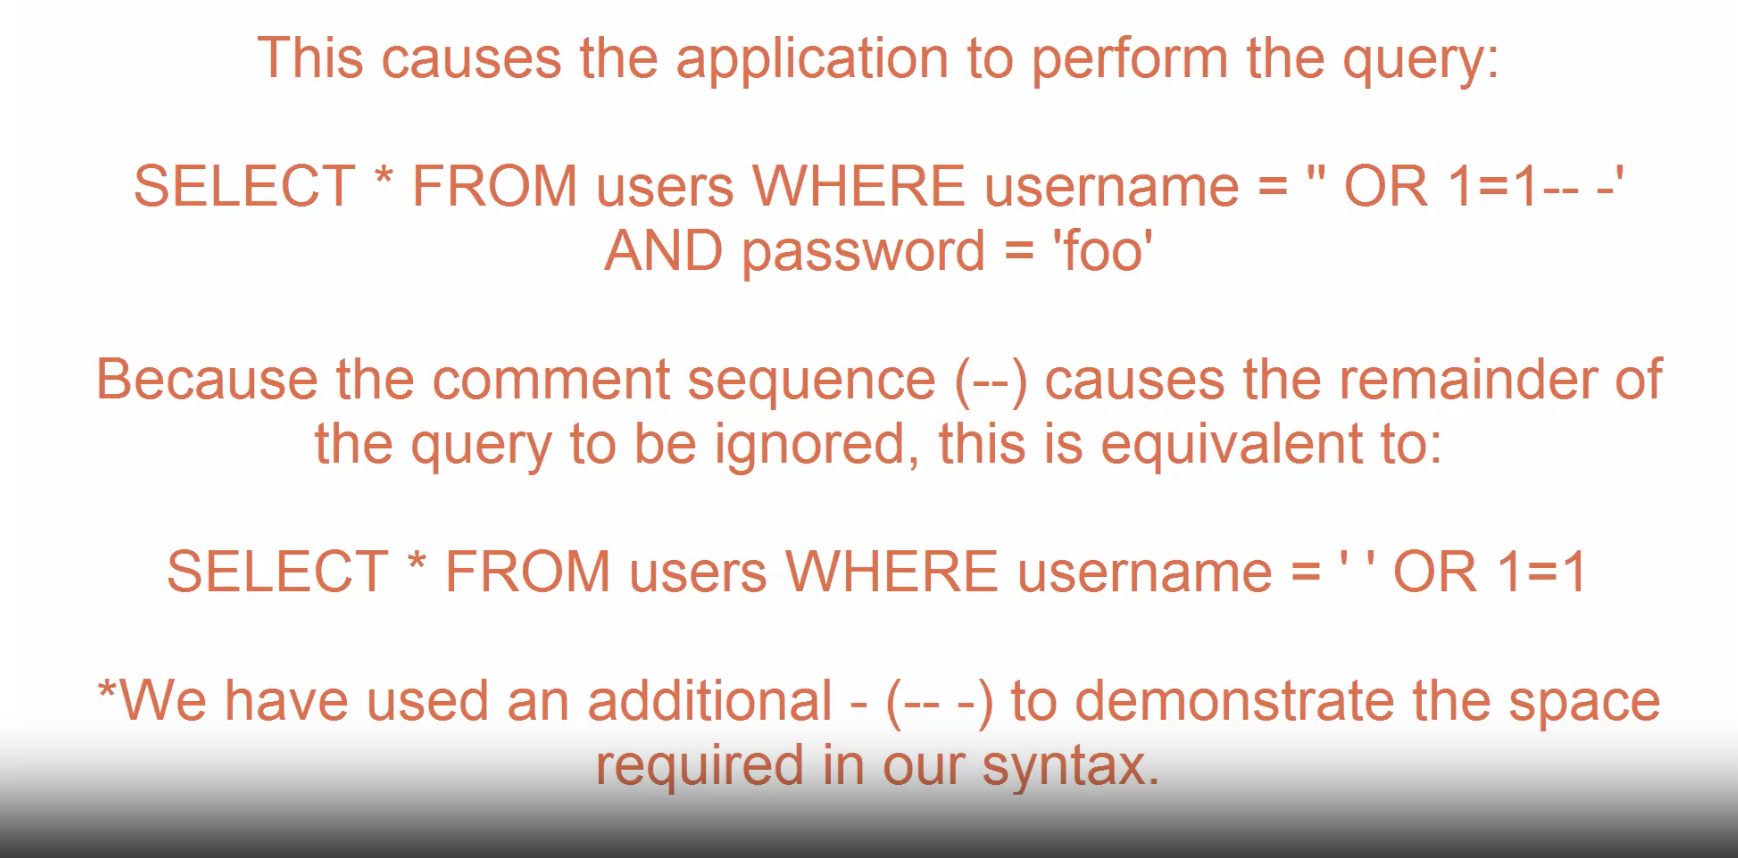 This causes the application to perform the query:
SELECT * FROM users WHERE username = '' OR 1=1-- -'
AND password = 'foo'
Because the comment sequence (--) causes the remainder of
the query to be ignored, this is equivalent to:
SELECT * FROM users WHERE username = ' ' OR 1=1
*We have used an additional - (-- -) to demonstrate the space
required in our syntax.